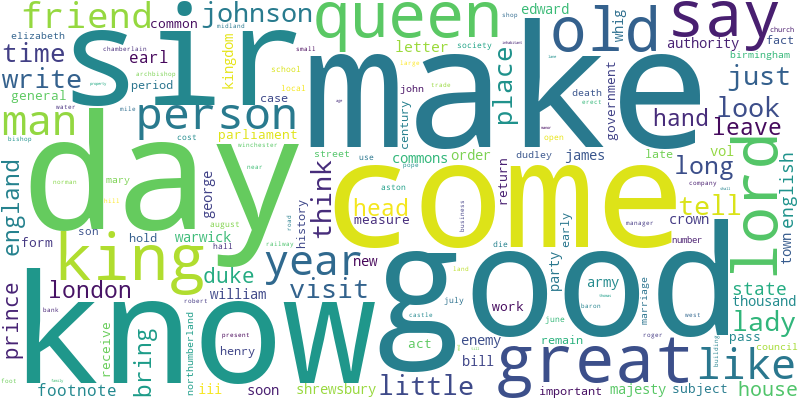 friend
common
johnson
queen
edward
old
say
elizabeth
midland
shop
church
time
earl
sir
kingdom
letter
society
whig
authority
fact
birmingham
chamberlain
small
make
write
archbishop
school
large
place
government
just
general
period
local
century
john
death
man
person
case
parliament
trade
hand
look
water
commons
order
erect
leave
bishop
mile
cost
winchester
street
use
dudley
james
late
vol
england
day
norman
near
pope
aston
come
think
long
lord
english
mary
george
history
head
return
open
tell
town
hill
august
measure
crown
company
form
son
hold
warwick
hall
road
business
early
number
manager
king
year
new
die
party
state
prince
london
duke
railway
visit
land
army
marriage
thousand
bring
william
july
castle
work
baron
lady
pass
know
good
bank
robert
june
west
council
receive
northumberland
present
act
enemy
remain
roger
building
foot
henry
bill
great
like
footnote
iii
soon
shrewsbury
little
important
majesty
subject
house